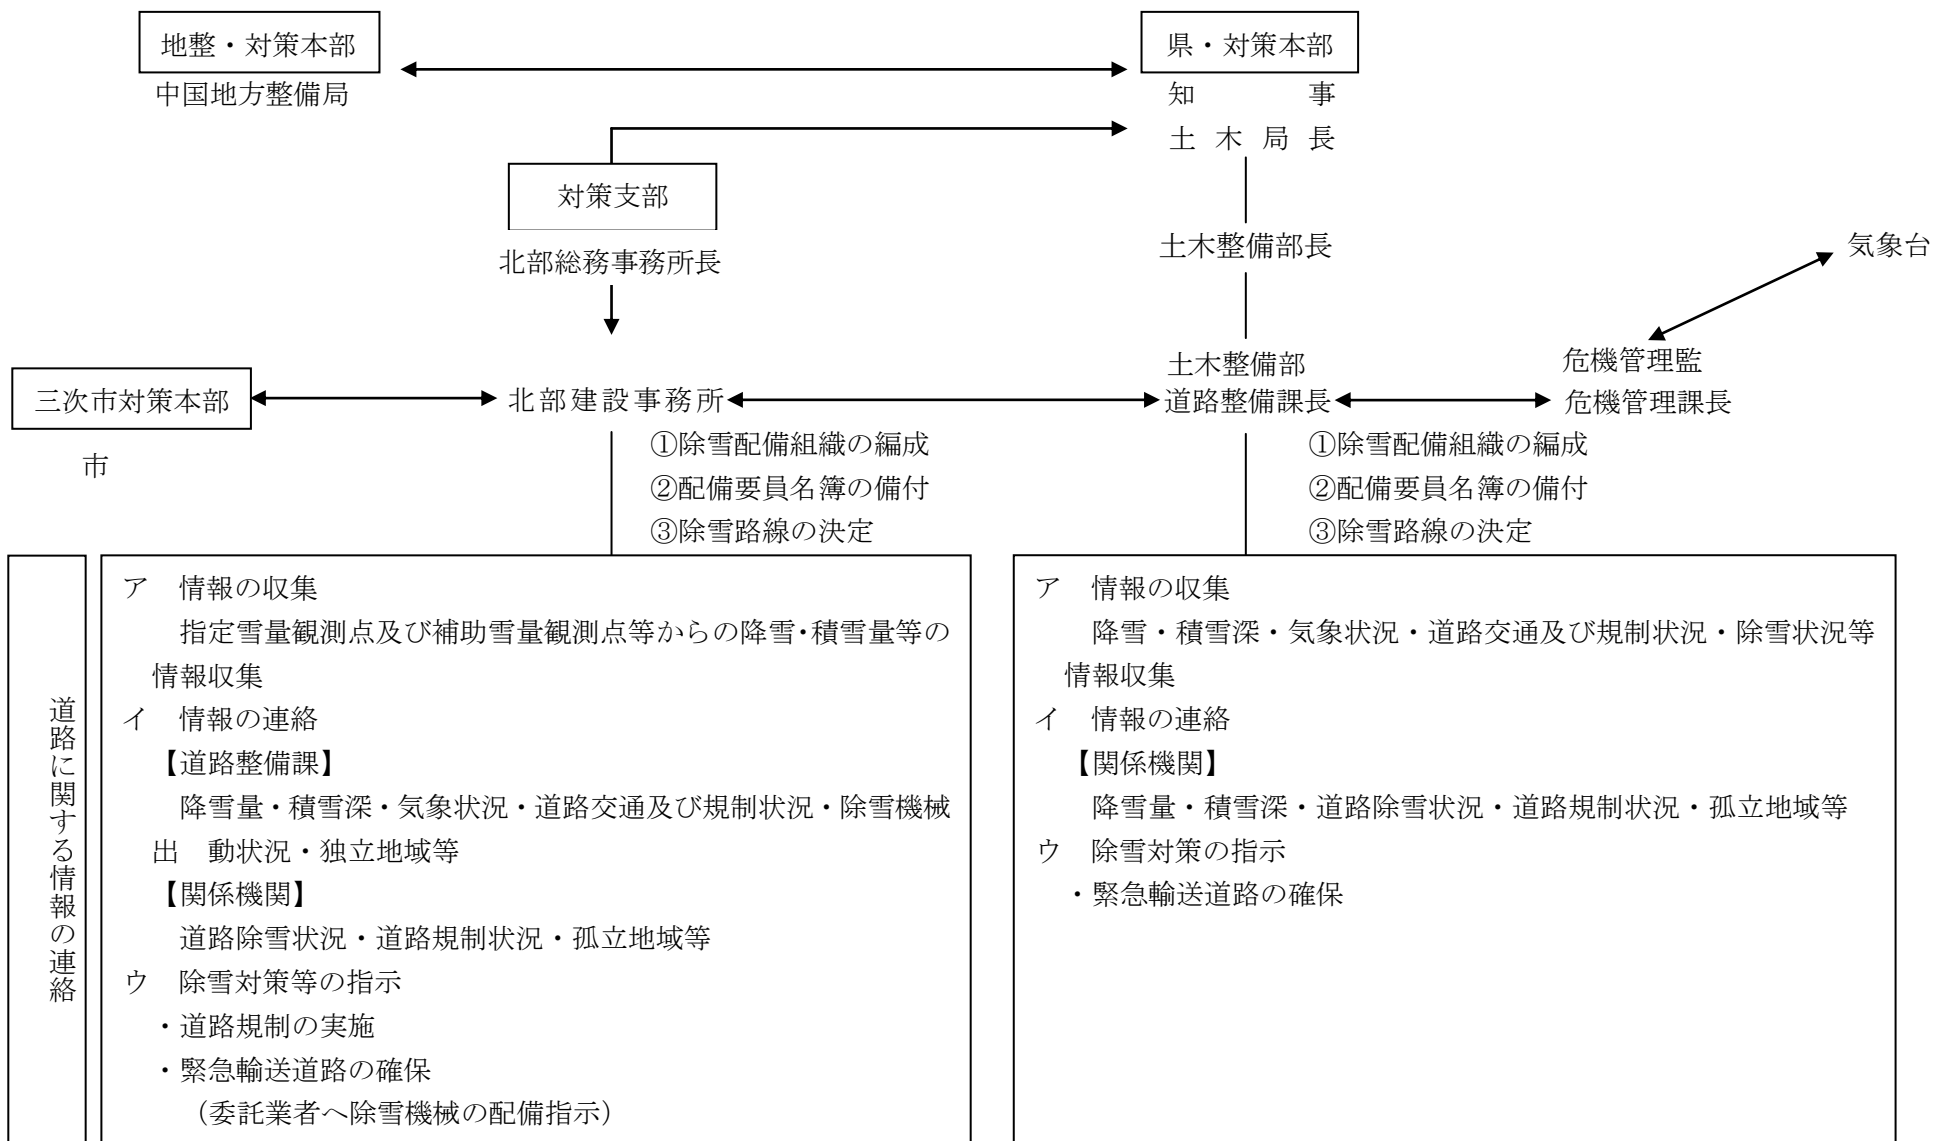 地整・対策本部
中国地方整備局
県・対策本部
知　　　事
土 木 局 長
対策支部
北部総務事務所長
土木整備部長
気象台
三次市対策本部
市
北部建設事務所
土木整備部
道路整備課長
危機管理監
危機管理課長
①除雪配備組織の編成
②配備要員名簿の備付
③除雪路線の決定
①除雪配備組織の編成
②配備要員名簿の備付
③除雪路線の決定
道路に関する情報の連絡
ア　情報の収集
指定雪量観測点及び補助雪量観測点等からの降雪・積雪量等の
情報収集
イ　情報の連絡
【道路整備課】
降雪量・積雪深・気象状況・道路交通及び規制状況・除雪機械
出　動状況・独立地域等
【関係機関】
道路除雪状況・道路規制状況・孤立地域等
ウ　除雪対策等の指示
・道路規制の実施
・緊急輸送道路の確保
（委託業者へ除雪機械の配備指示）
ア　情報の収集
降雪・積雪深・気象状況・道路交通及び規制状況・除雪状況等
情報収集
イ　情報の連絡
【関係機関】
降雪量・積雪深・道路除雪状況・道路規制状況・孤立地域等
ウ　除雪対策の指示
・緊急輸送道路の確保